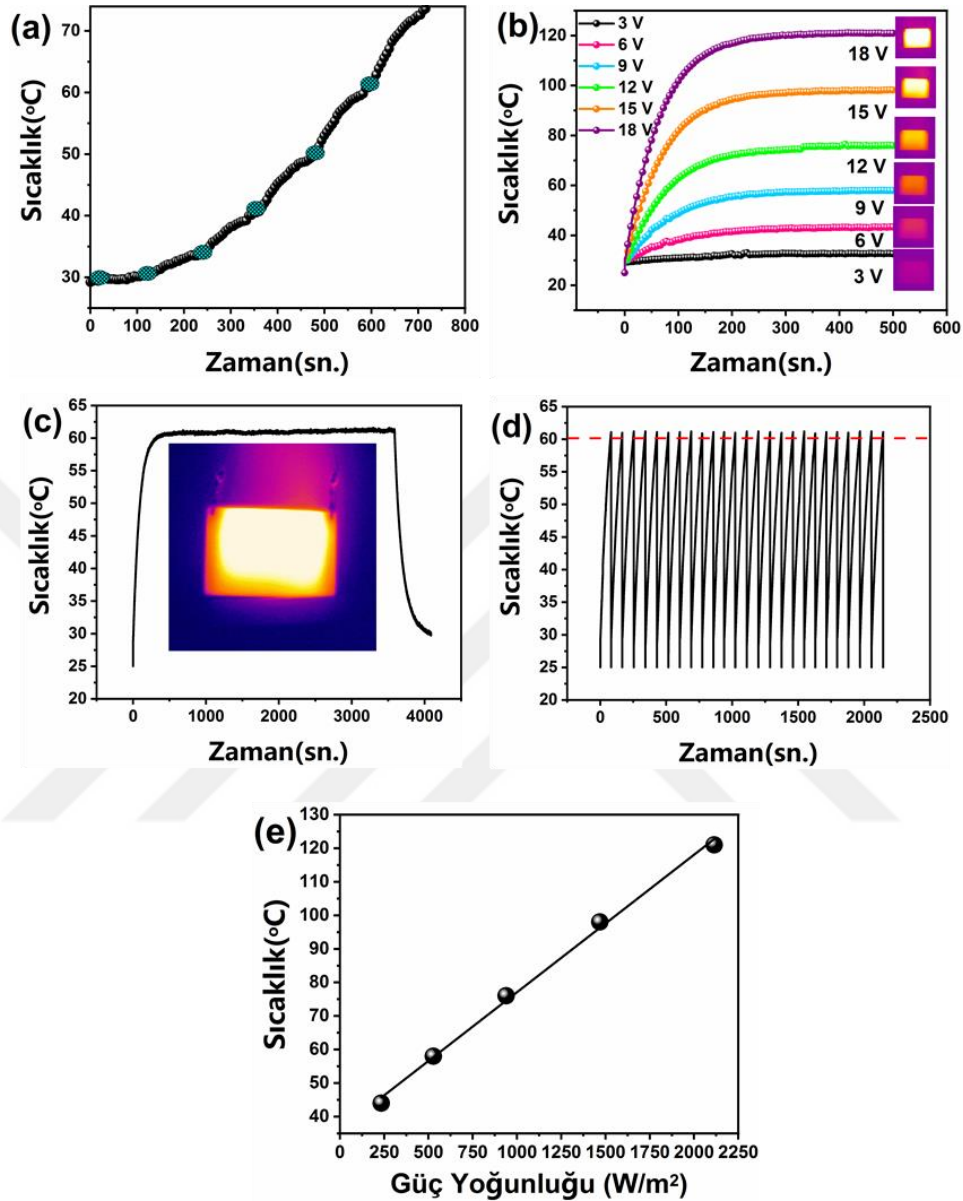 (a)
Sıcaklık(oC)
70
60
50
40
30
0 100 200 300 400 500 600 700 800
Zaman(sn.)
(b)
3 V
6 V
9 V
12 V
15 V
18 V
Sıcaklık(oC)
120
100
80
60
40
20
18 V
15 V
12 V
9 V
6 V
3 V
0 100 200 300 400 500 600
Zaman(sn.)
(c)
Sıcaklık(oC)
65
60
55
50
45
40
35
30
25
20
0 1000 2000 3000 4000
Zaman(sn.)
(d)
Sıcaklık(oC)
65
60
55
50
45
40
35
30
25
20
0 500 1000 1500 2000 2500
Zaman(sn.)
(e)
Sıcaklık(oC)
130
120
110
100
90
80
70
60
50
40
0 250 500 750 1000 1250 1500 1750 2000 2250
Güç Yoğunluğu (W/m²)